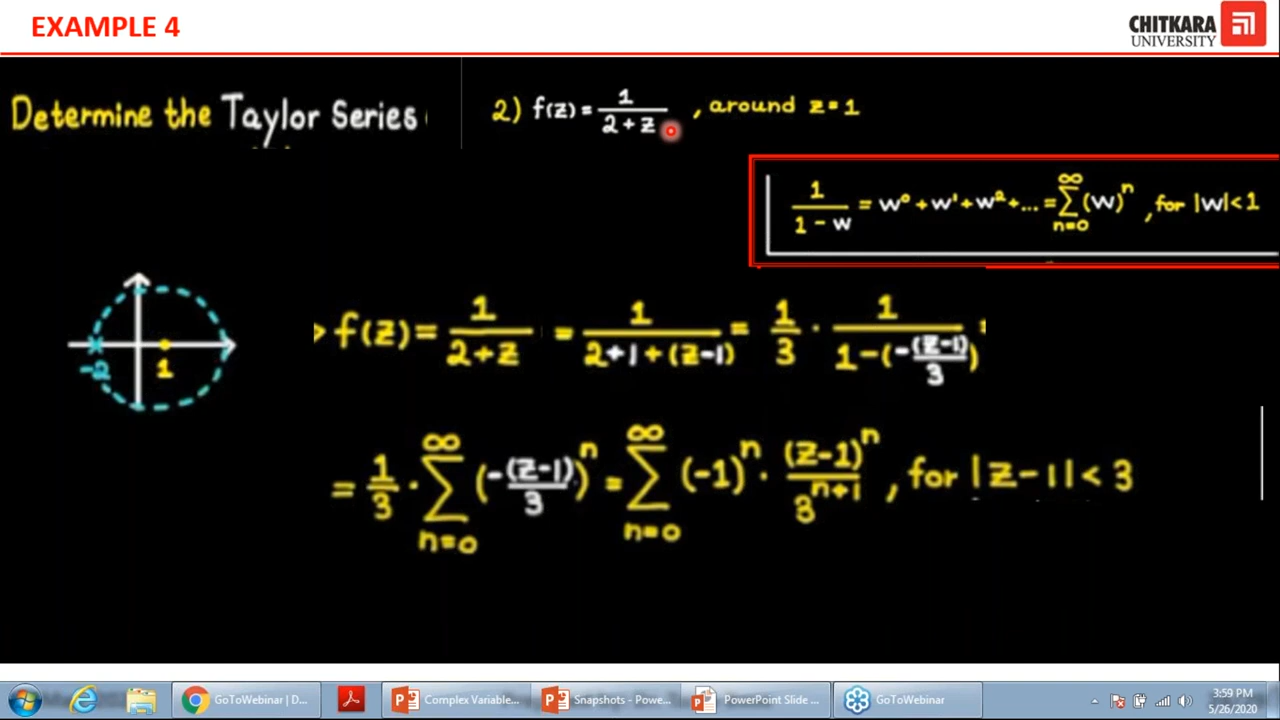 EXAMPLE 4
CHITKARA
UNIVERSITY
Determine the Taylor Series
2) f(z) = 1/(2+z) , around z=1
1/(1-w) = w⁰+w¹+w²+... = ∑_{n=0}^{∞} (w)ⁿ , for |w|<1
-2 1
f(z) = 1/(2+z) = 1/(2+1+(z-1)) = 1/3 · 1/(1-(-(z-1)/3)) =
= 1/3 · ∑_{n=0}^{∞} (-(z-1)/3)ⁿ = ∑_{n=0}^{∞} (-1)ⁿ · (z-1)ⁿ/3ⁿ⁺¹ , for |z-1|<3
GoToWebinar | D... Complex Variable... Snapshots - Powe... PowerPoint Slide ... GoToWebinar 3:59 PM
5/26/2020